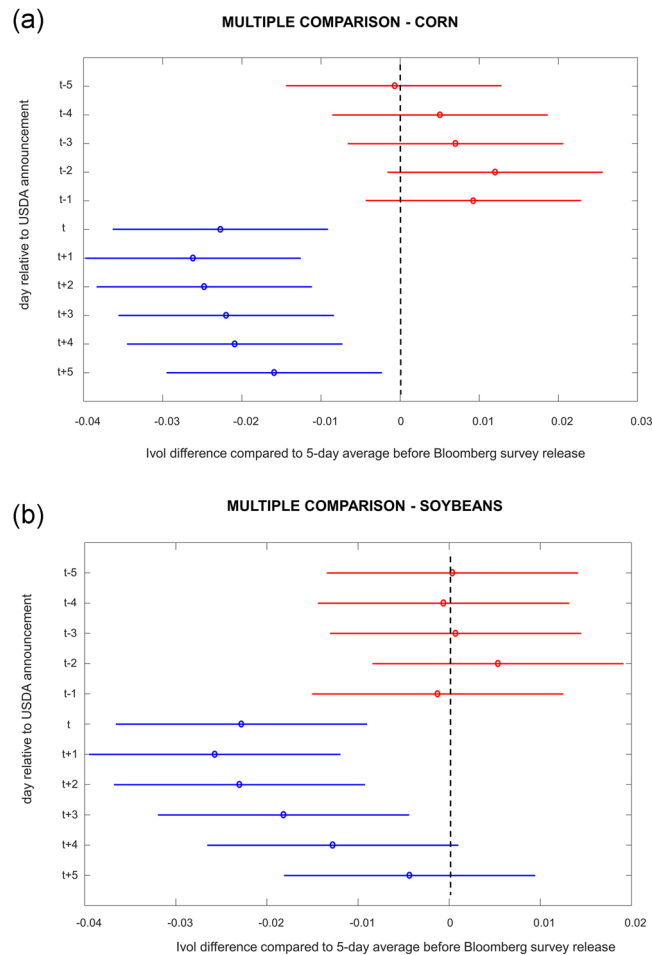 (a)
MULTIPLE COMPARISON - CORN
day relative to USDA announcement
t-5
t-4
t-3
t-2
t-1
t
t+1
t+2
t+3
t+4
t+5
-0.04 -0.03 -0.02 -0.01 0 0.01 0.02 0.03
Ivol difference compared to 5-day average before Bloomberg survey release
(b)
MULTIPLE COMPARISON - SOYBEANS
day relative to USDA announcement
t-5
t-4
t-3
t-2
t-1
t
t+1
t+2
t+3
t+4
t+5
-0.04 -0.03 -0.02 -0.01 0 0.01 0.02
Ivol difference compared to 5-day average before Bloomberg survey release